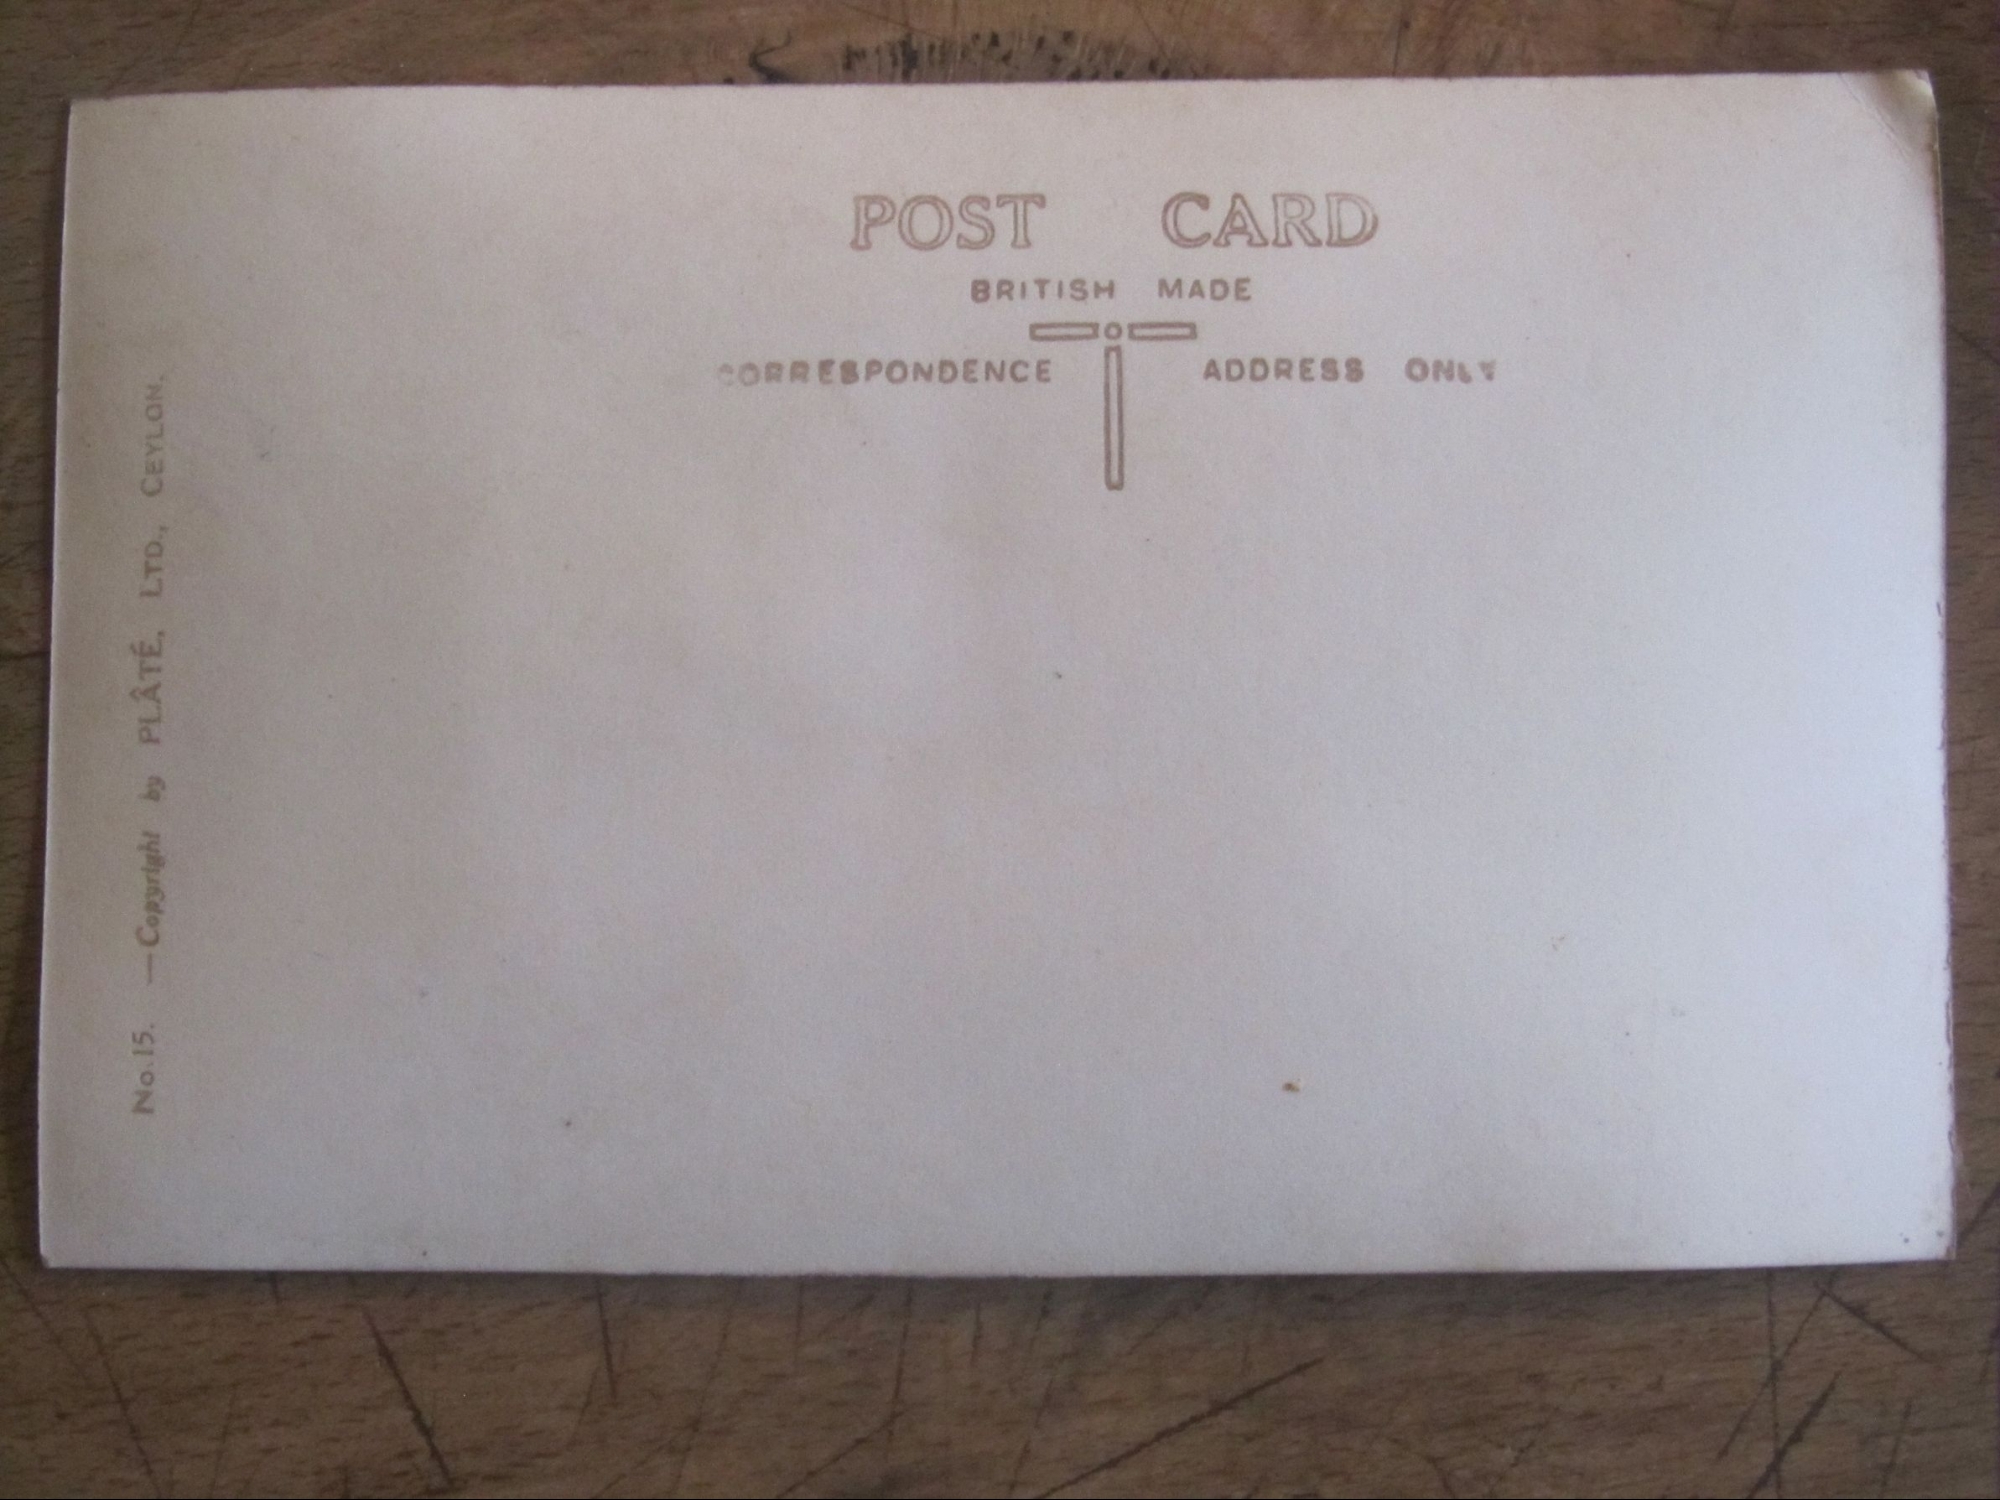 POST CARD
BRITISH MADE
CORRESPONDENCE ADDRESS ONLY
No. 15. —Copyright by PLÂTÉ, LTD., CEYLON.